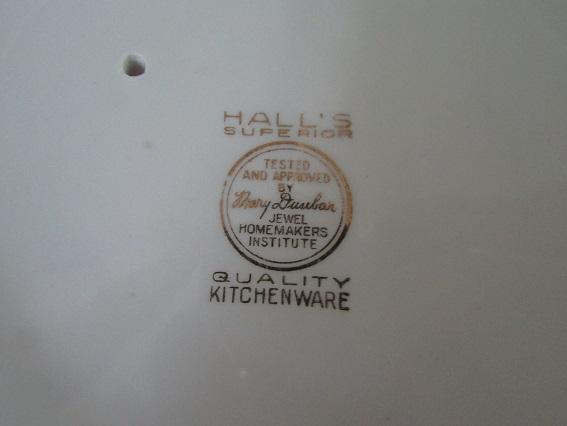 HALL'S
SUPERIOR
TESTED
AND APPROVED
BY
Mary Dunbar
JEWEL
HOMEMAKERS
INSTITUTE
QUALITY
KITCHENWARE